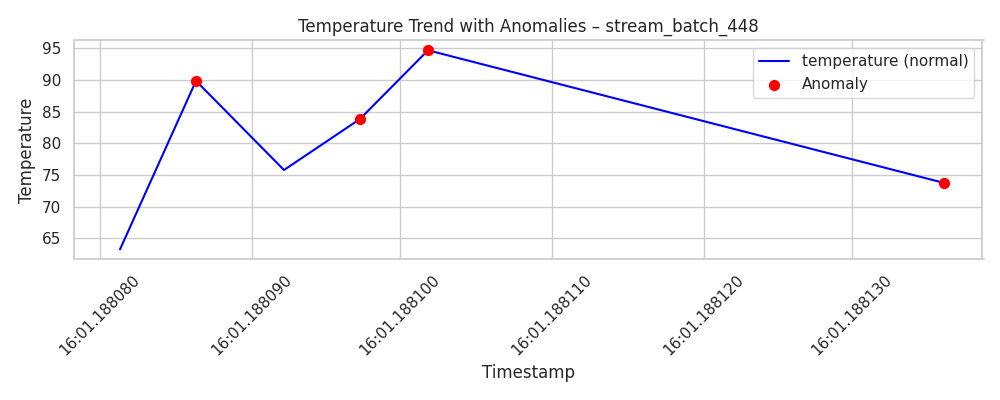 Temperature Trend with Anomalies – stream_batch_448
temperature (normal)
Anomaly
Temperature
95
90
85
80
75
70
65
16:01.188080
16:01.188090
16:01.188100
16:01.188110
16:01.188120
16:01.188130
Timestamp